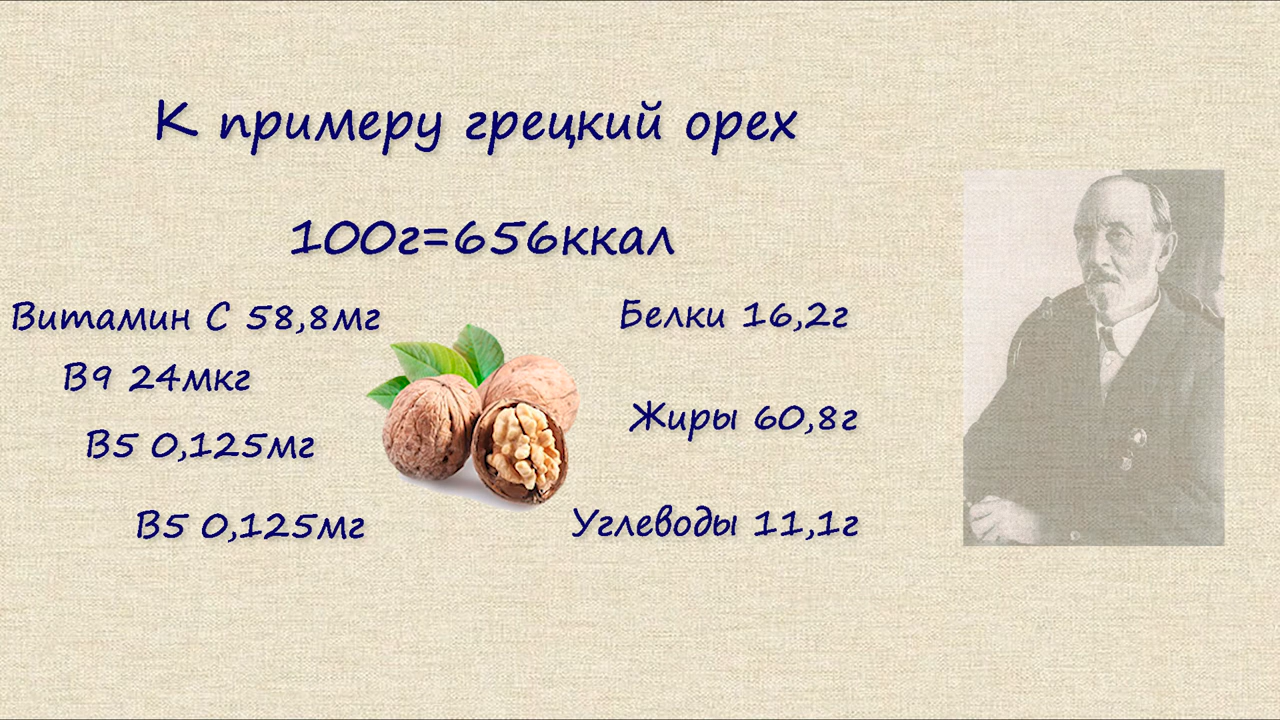 К примеру грецкий орех
100г=656ккал
Витамин С 58,8мг
В9 24мкг
В5 0,125мг
В5 0,125мг
Белки 16,2г
Жиры 60,8г
Углеводы 11,1г